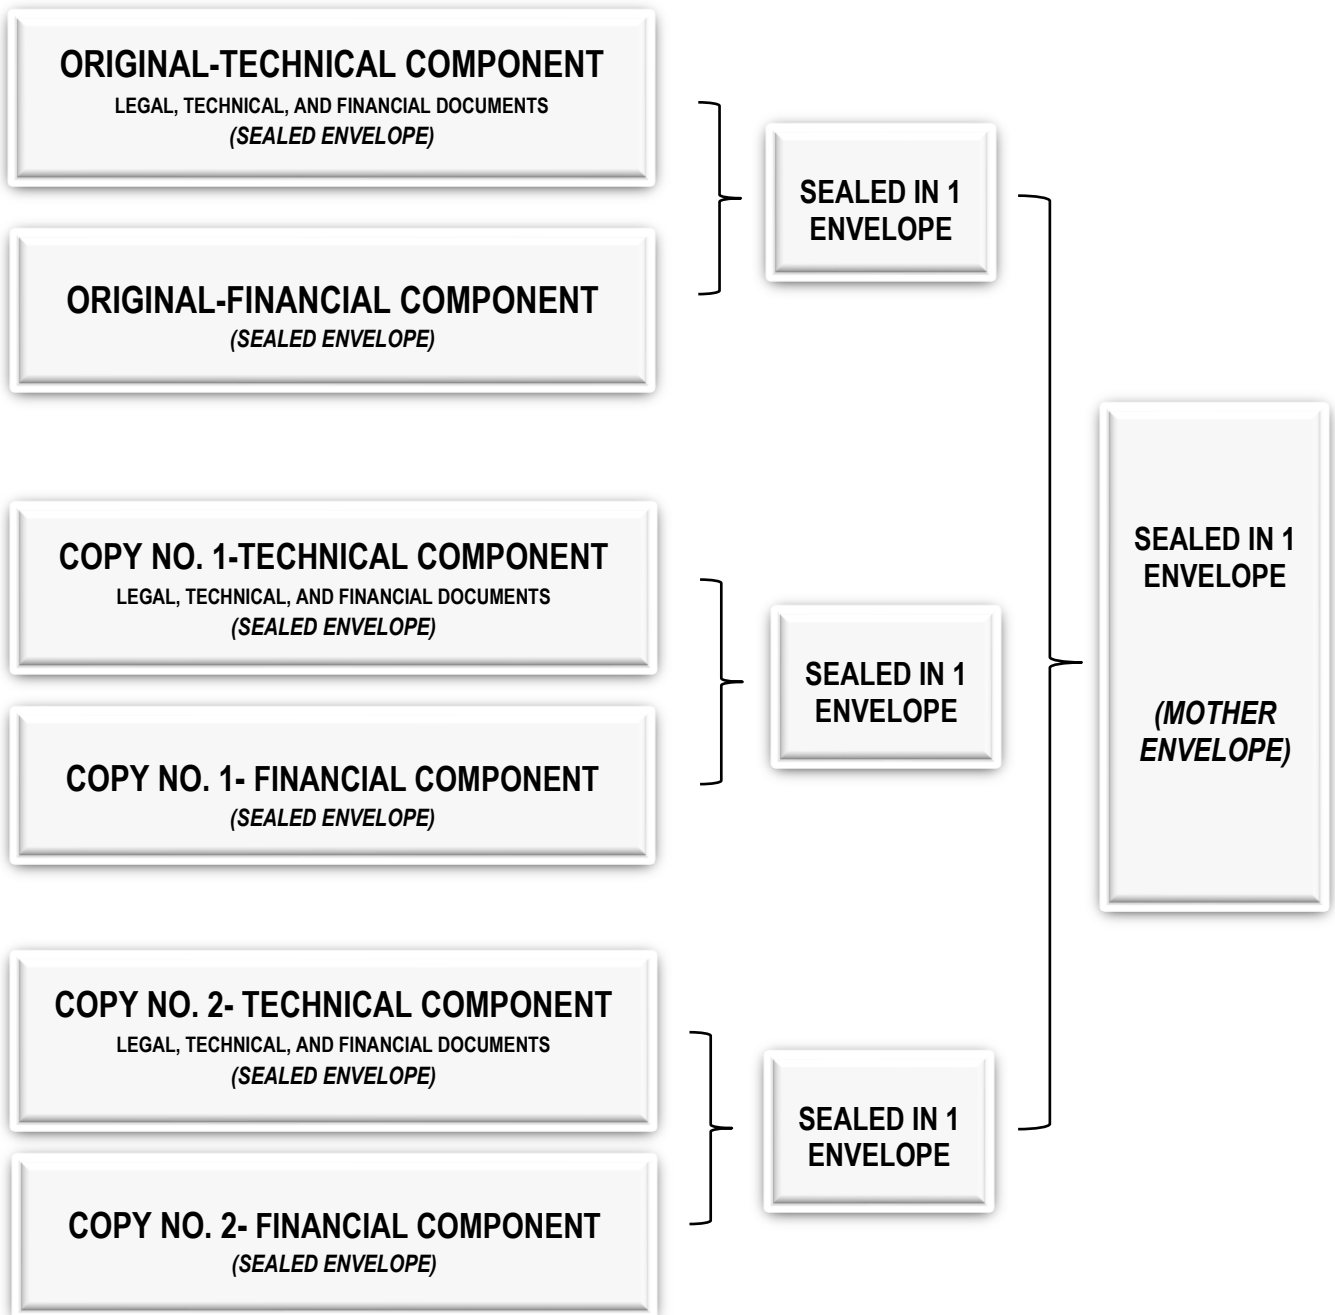 ORIGINAL-TECHNICAL COMPONENT
LEGAL, TECHNICAL, AND FINANCIAL DOCUMENTS
(SEALED ENVELOPE)
ORIGINAL-FINANCIAL COMPONENT
(SEALED ENVELOPE)
SEALED IN 1
ENVELOPE
COPY NO. 1-TECHNICAL COMPONENT
LEGAL, TECHNICAL, AND FINANCIAL DOCUMENTS
(SEALED ENVELOPE)
COPY NO. 1- FINANCIAL COMPONENT
(SEALED ENVELOPE)
SEALED IN 1
ENVELOPE
COPY NO. 2- TECHNICAL COMPONENT
LEGAL, TECHNICAL, AND FINANCIAL DOCUMENTS
(SEALED ENVELOPE)
COPY NO. 2- FINANCIAL COMPONENT
(SEALED ENVELOPE)
SEALED IN 1
ENVELOPE
SEALED IN 1
ENVELOPE
(MOTHER
ENVELOPE)